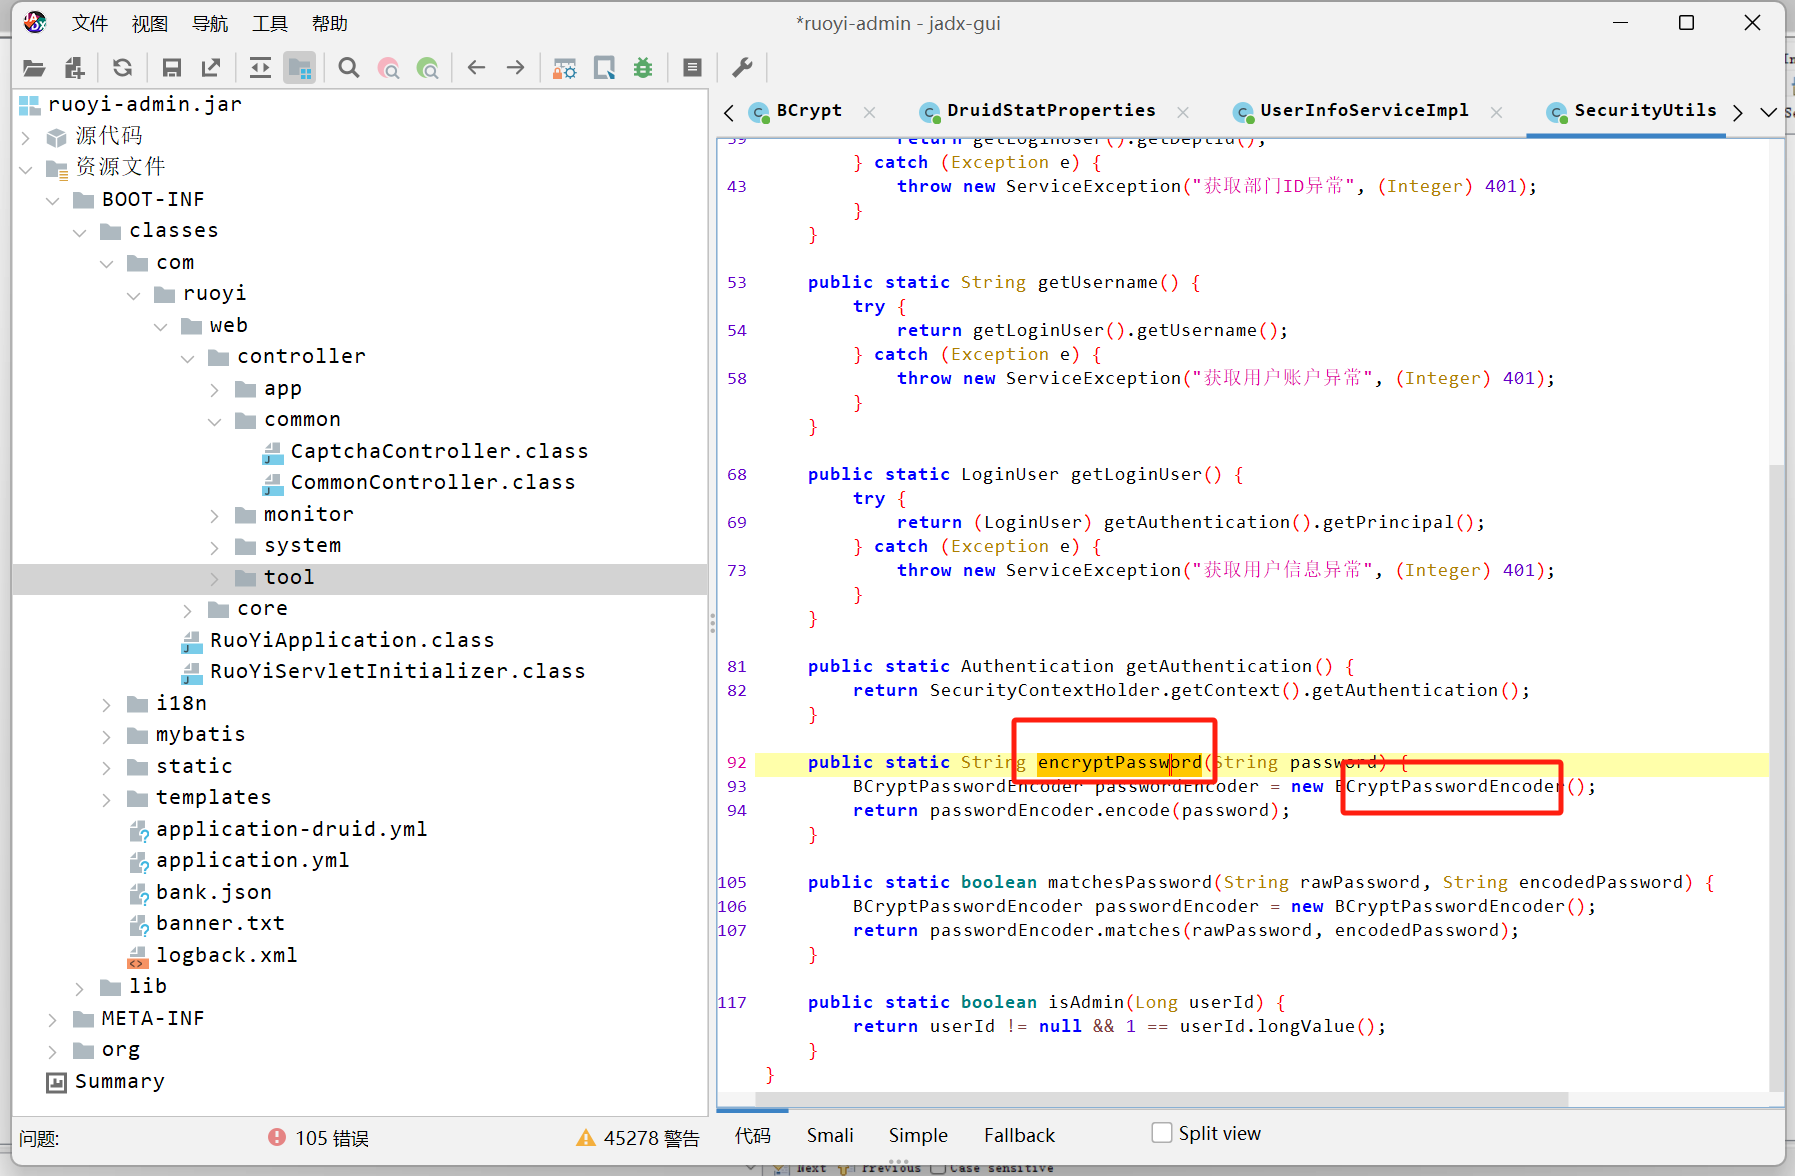 文件 视图 导航 工具 帮助
*ruoyi-admin - jadx-gui
ruoyi-admin.jar
源代码
资源文件
BOOT-INF
classes
com
ruoyi
web
controller
app
common
CaptchaController.class
CommonController.class
monitor
system
tool
core
RuoYiApplication.class
RuoYiServletInitializer.class
i18n
mybatis
static
templates
application-druid.yml
application.yml
bank.json
banner.txt
logback.xml
lib
META-INF
org
Summary
问题:
105 错误
45278 警告
BCrypt
DruidStatProperties
UserInfoServiceImpl
SecurityUtils
39 return getLoginUser().getDeptId();
} catch (Exception e) {
43 throw new ServiceException("获取部门ID异常", (Integer) 401);
}
}
53 public static String getUsername() {
try {
54 return getLoginUser().getUsername();
} catch (Exception e) {
58 throw new ServiceException("获取用户账户异常", (Integer) 401);
}
}
68 public static LoginUser getLoginUser() {
try {
69 return (LoginUser) getAuthentication().getPrincipal();
} catch (Exception e) {
73 throw new ServiceException("获取用户信息异常", (Integer) 401);
}
}
81 public static Authentication getAuthentication() {
82 return SecurityContextHolder.getContext().getAuthentication();
}
92 public static String encryptPassword(String password) {
93 BCryptPasswordEncoder passwordEncoder = new BCryptPasswordEncoder();
94 return passwordEncoder.encode(password);
}
105 public static boolean matchesPassword(String rawPassword, String encodedPassword) {
106 BCryptPasswordEncoder passwordEncoder = new BCryptPasswordEncoder();
107 return passwordEncoder.matches(rawPassword, encodedPassword);
}
117 public static boolean isAdmin(Long userId) {
return userId != null && 1 == userId.longValue();
}
}
代码 Smali Simple Fallback
Split view
Next Previous Case sensitive